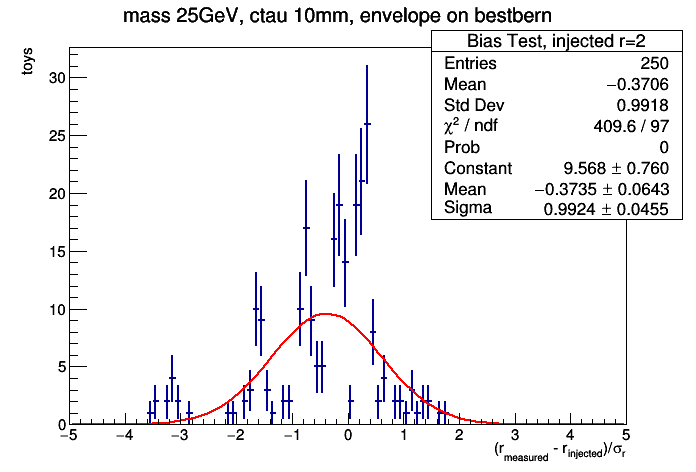 mass 25GeV, ctau 10mm, envelope on bestbern
toys
Bias Test, injected r=2
Entries 250
Mean −0.3706
Std Dev 0.9918
χ² / ndf 409.6 / 97
Prob 0
Constant 9.568 ± 0.760
Mean −0.3735 ± 0.0643
Sigma 0.9924 ± 0.0455
30
25
20
15
10
5
0
−5 −4 −3 −2 −1 0 1 2 3 4 5
(r_measured - r_injected)/σ_r